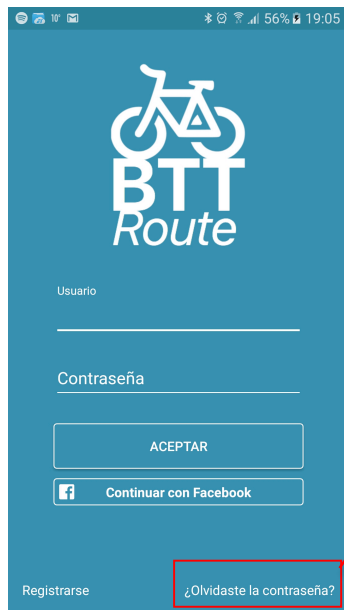 10° 56% 19:05
BTT
Route
Usuario
Contraseña
ACEPTAR
Continuar con Facebook
Registrarse ¿Olvidaste la contraseña?